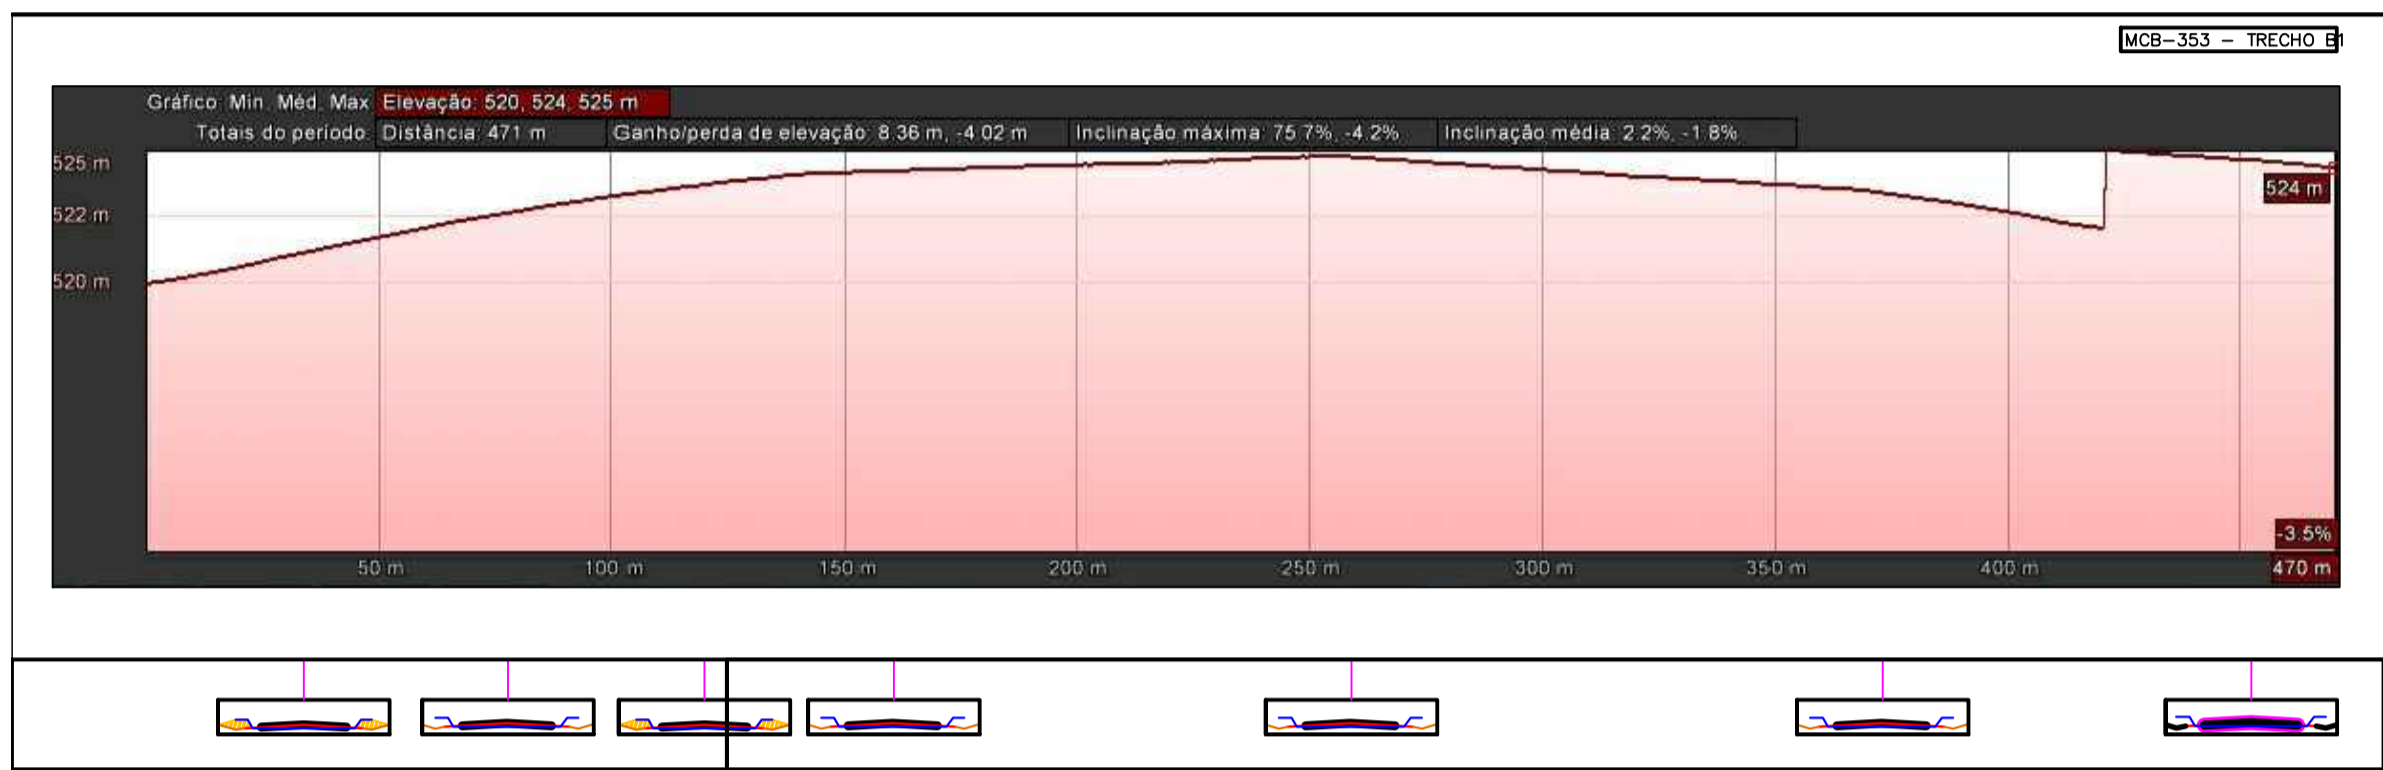 MCB-353 - TRECHO B1
Gráfico: Min. Méd. Max Elevação: 520, 524, 525 m
Totais do período: Distância: 471 m Ganho/perda de elevação: 8.36 m, -4.02 m Inclinação máxima: 75.7%, -4.2% Inclinação média: 2.2%, -1.8%
525 m
524 m
522 m
520 m
-3.5%
50 m 100 m 150 m 200 m 250 m 300 m 350 m 400 m 470 m